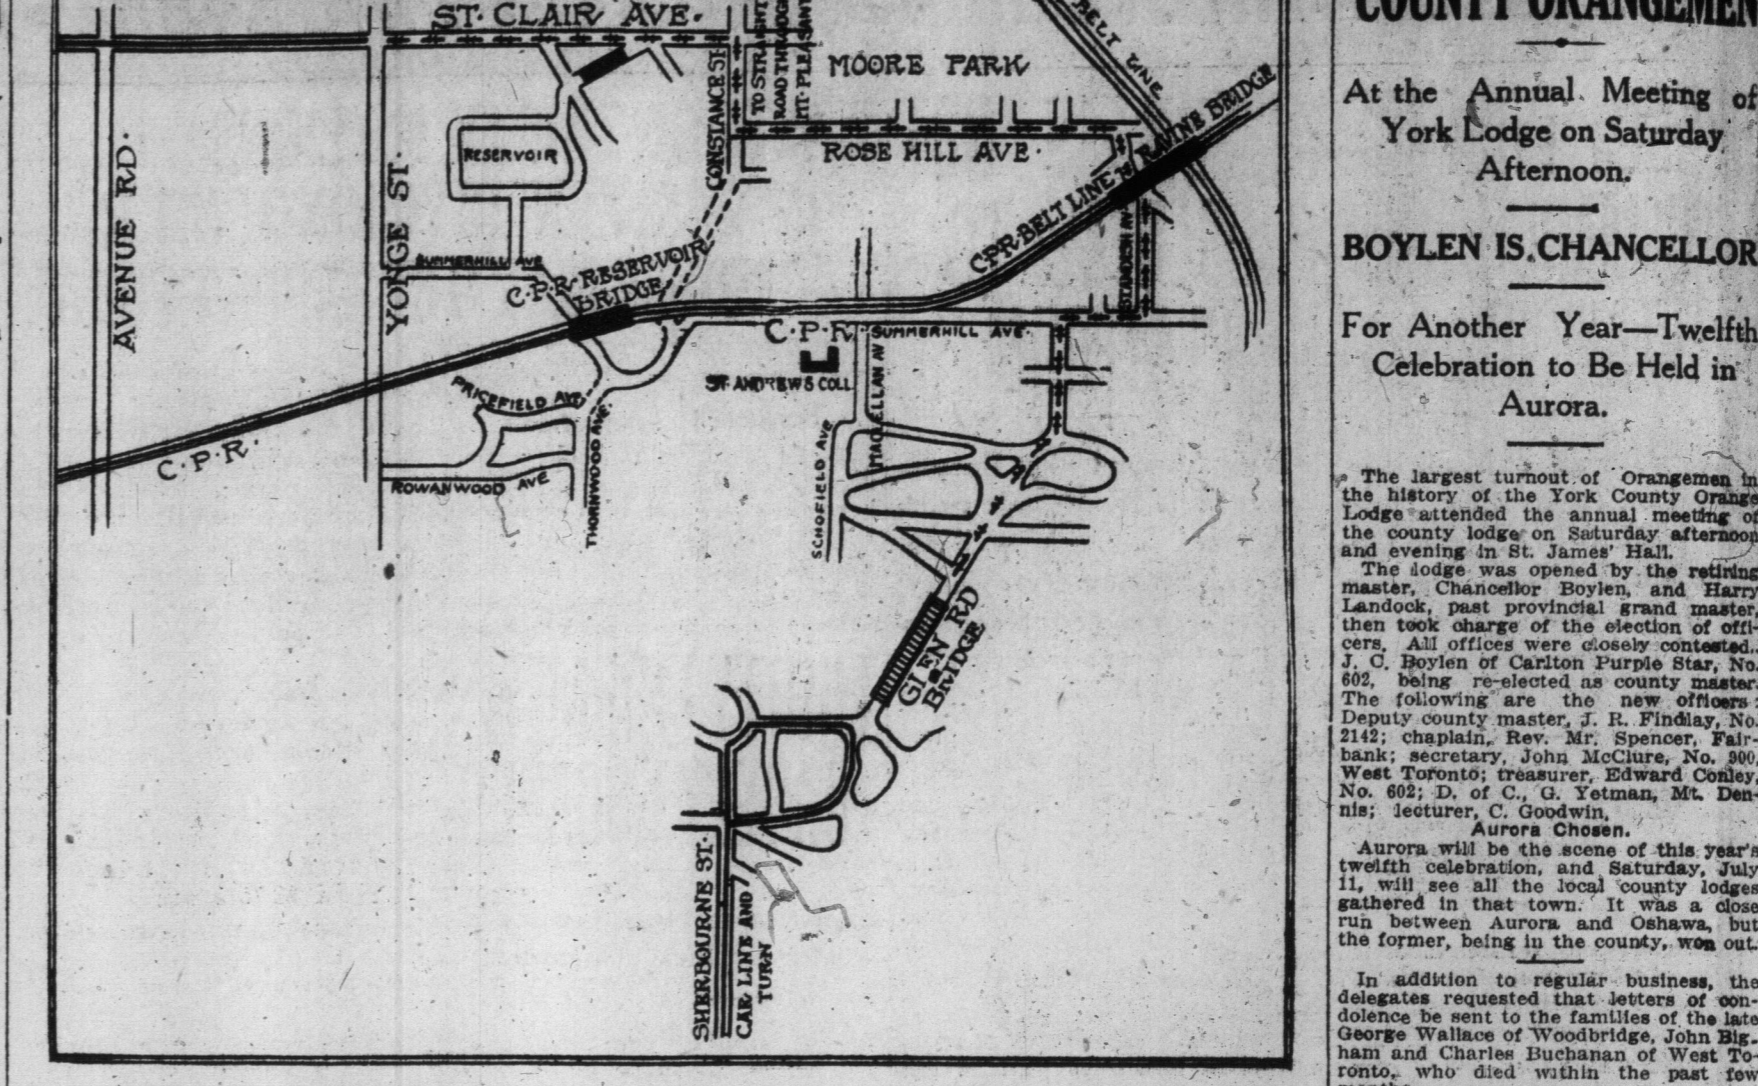 ST. CLAIR AVE.
AVENUE RD.
YONGE ST.
RESERVOIR
SUMMERHILL AVE
C.P.R. RESERVOIR
BRIDGE
CONSTANCE ST.
TO STRAIGHT
ROAD THROUGH
MT. PLEASANT
MOORE PARK
BELT LINE
ROSE HILL AVE.
C.P.R. BELT LINE RAVINE BRIDGE
C.P.R.
SUMMERHILL AVE.
ST. ANDREWS COLL
C.P.R.
PRICEFIELD AVE.
ROWANWOOD AVE
THORNWOOD AVE.
SCHOFIELD AVE
MACLELLAN AV
GLEN RD
BRIDGE
SHERBOURNE ST.
CAR LINE AND
TURN
COUNTY ORANGEMEN
At the Annual Meeting of
York Lodge on Saturday
Afternoon.
BOYLEN IS CHANCELLOR
For Another Year—Twelfth
Celebration to Be Held in
Aurora.
The largest turnout of Orangemen in
the history of the York County Orange
Lodge attended the annual meeting of
the county lodge on Saturday afternoon
and evening in St. James' Hall.
The lodge was opened by the retiring
master, Chancellor Boylen, and Harry
Landock, past provincial grand master,
then took charge of the election of offi-
cers. All offices were closely contested.
J. C. Boylen of Carlton Purple Star, No.
602, being re-elected as county master.
The following are the new officers:
Deputy county master, J. R. Findlay, No.
2142; chaplain, Rev. Mr. Spencer, Fair-
bank; secretary, John McClure, No. 900,
West Toronto; treasurer, Edward Conley,
No. 602; D. of C., G. Yetman, Mt. Den-
nis; lecturer, C. Goodwin.
Aurora Chosen.
Aurora will be the scene of this year's
twelfth celebration, and Saturday, July
11, will see all the local county lodges
gathered in that town. It was a close
run between Aurora and Oshawa, but
the former, being in the county, won out.
In addition to regular business, the
delegates requested that letters of con-
dolence be sent to the families of the late
George Wallace of Woodbridge, John Big-
ham and Charles Buchanan of West To-
ronto, who died within the past few